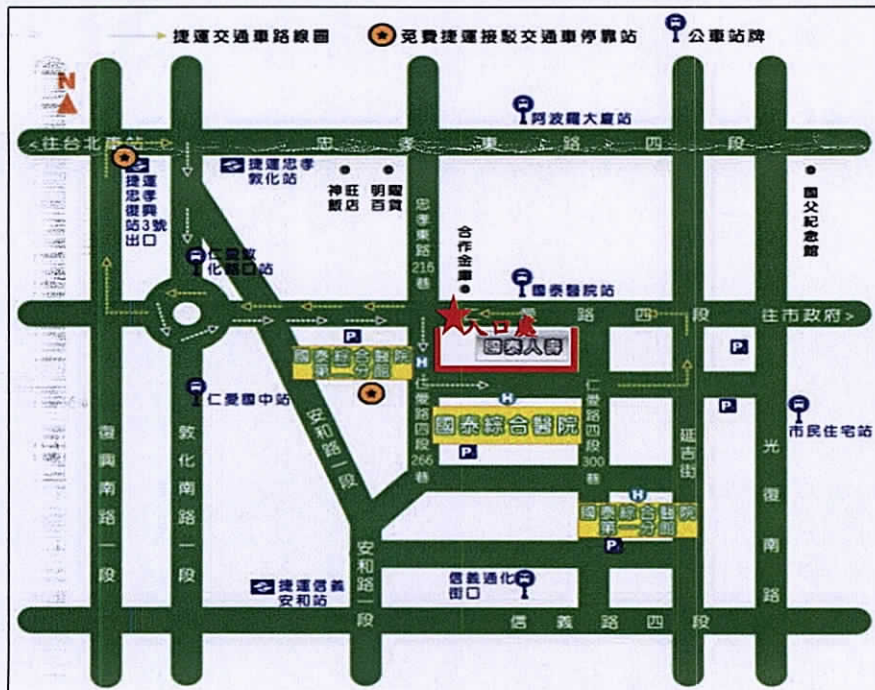 捷運交通車路線圖
免費捷運接駁交通車停靠站
公車站牌
N
阿波羅大廈站
<往台北車站
忠孝東路四段
捷運
忠孝
復興
站3號
出口
捷運忠孝
敦化站
神旺
飯店
明曜
百貨
忠孝東路216巷
合作金庫
國父紀念館
仁愛敦
化路口站
國泰醫院站
入口處
愛路四段
往市政府>
國泰人壽
P
國泰綜合醫院
第二分館
H
P
仁愛國中站
仁愛路四段266巷
H
國泰綜合醫院
P
仁愛路四段300巷
P
市民住宅站
復興南路一段
敦化南路一段
安和路一段
延吉街
光復南路
H
國泰綜合醫院
第一分館
P
安和路一段
捷運信義
安和站
信義通化
街口
信義路四段